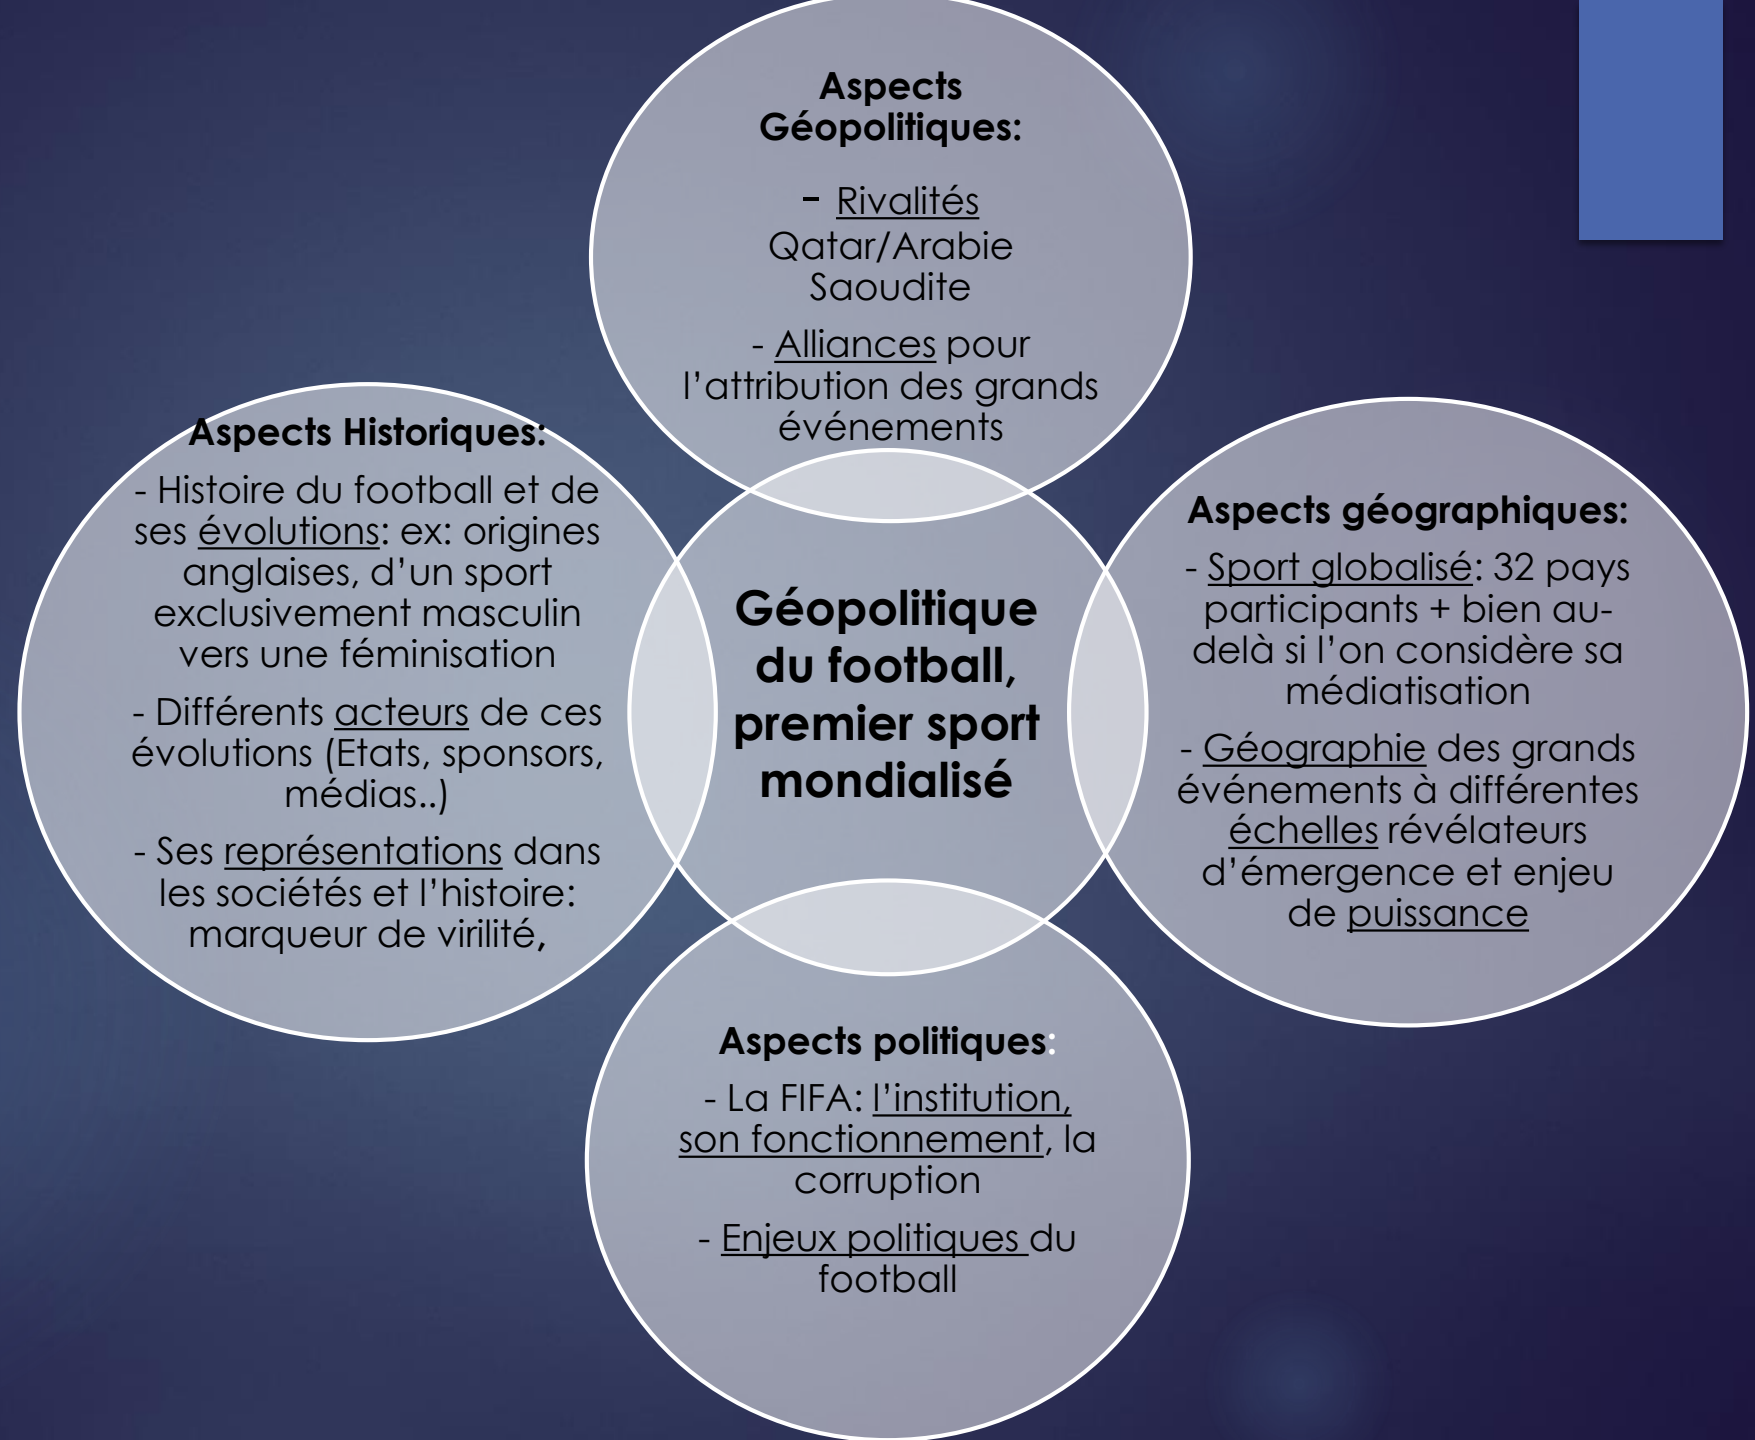 Aspects
Géopolitiques:
- Rivalités
Qatar/Arabie
Saoudite
- Alliances pour
l’attribution des grands
événements
Aspects Historiques:
- Histoire du football et de
ses évolutions: ex: origines
anglaises, d’un sport
exclusivement masculin
vers une féminisation
- Différents acteurs de ces
évolutions (Etats, sponsors,
médias..)
- Ses représentations dans
les sociétés et l’histoire:
marqueur de virilité,
Géopolitique
du football,
premier sport
mondialisé
Aspects géographiques:
- Sport globalisé: 32 pays
participants + bien au-
delà si l’on considère sa
médiatisation
- Géographie des grands
événements à différentes
échelles révélateurs
d’émergence et enjeu
de puissance
Aspects politiques:
- La FIFA: l’institution,
son fonctionnement, la
corruption
- Enjeux politiques du
football